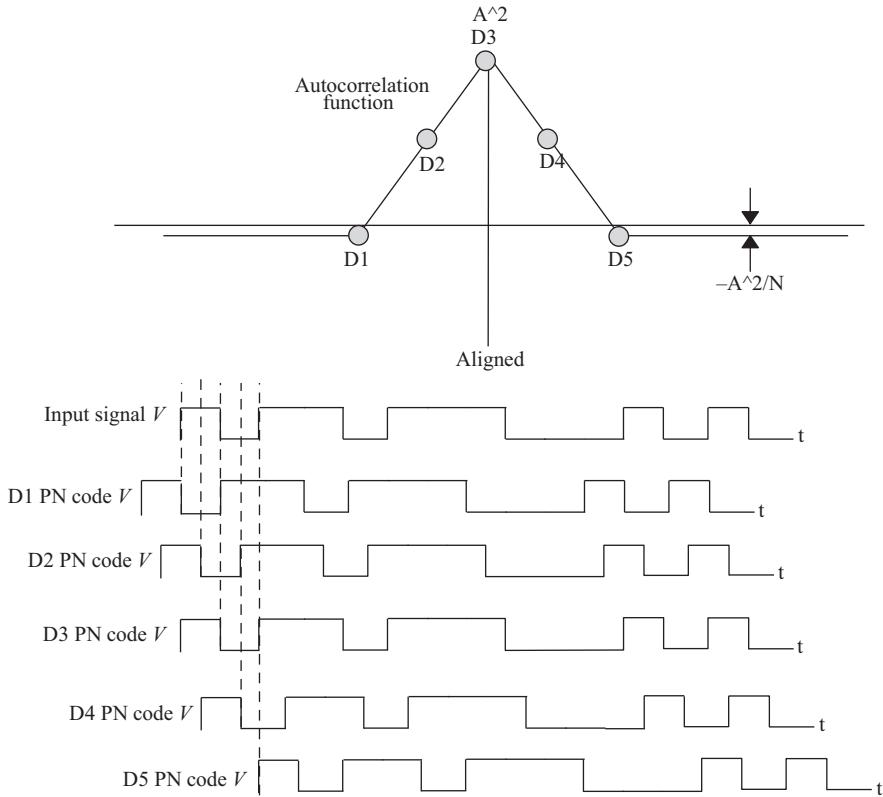 A^2
D3
Autocorrelation
function
D2
D4
D1
D5
–A^2/N
Aligned
Input signal V
t
D1 PN code V
t
D2 PN code V
t
D3 PN code V
t
D4 PN code V
t
D5 PN code V
t